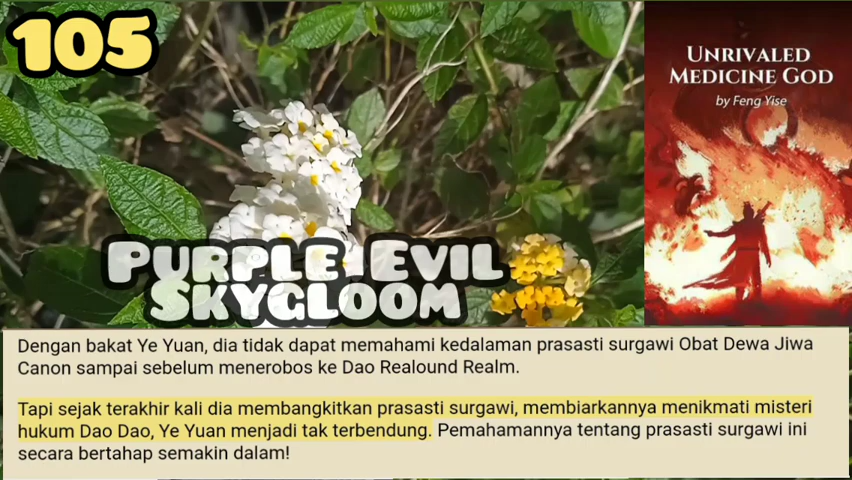 105
UNRIVALED
MEDICINE GOD
by Feng Yise
PURPLE EVIL
SKYGLOOM
Dengan bakat Ye Yuan, dia tidak dapat memahami kedalaman prasasti surgawi Obat Dewa Jiwa
Canon sampai sebelum menerobos ke Dao Realound Realm.
Tapi sejak terakhir kali dia membangkitkan prasasti surgawi, membiarkannya menikmati misteri
hukum Dao Dao, Ye Yuan menjadi tak terbendung. Pemahamannya tentang prasasti surgawi ini
secara bertahap semakin dalam!